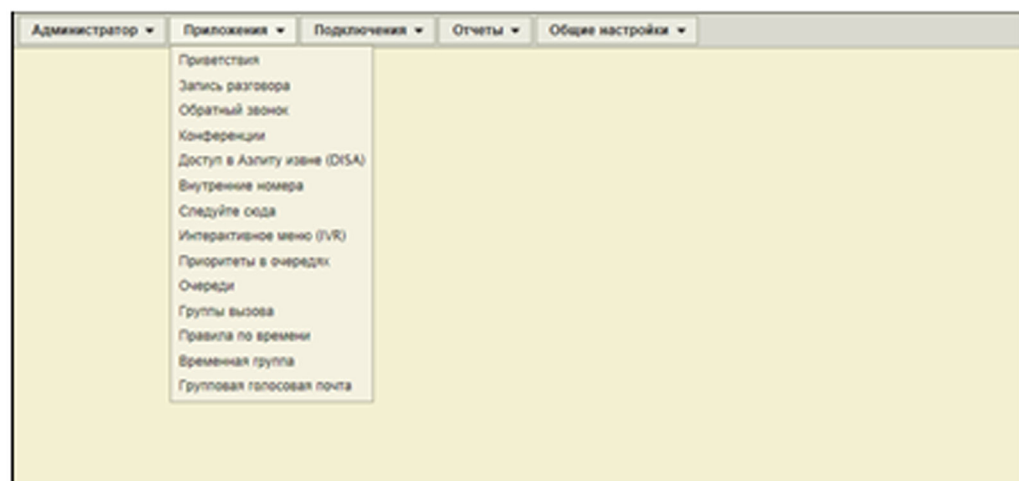 Администратор Приложения Подключения Отчеты Общие настройки
Приветствия
Запись разговора
Обратный звонок
Конференции
Доступ в Аэлиту извне (DISA)
Внутренние номера
Следуйте сюда
Интерактивное меню (IVR)
Приоритеты в очередях
Очереди
Группы вызова
Правила по времени
Временная группа
Групповая голосовая почта